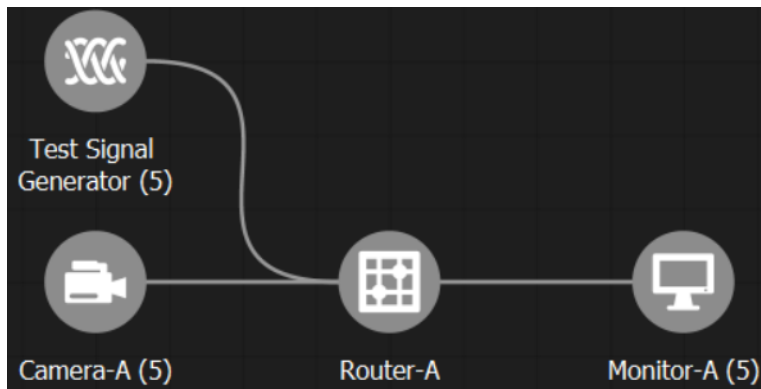 Test Signal
Generator (5)
Camera-A (5)
Router-A
Monitor-A (5)